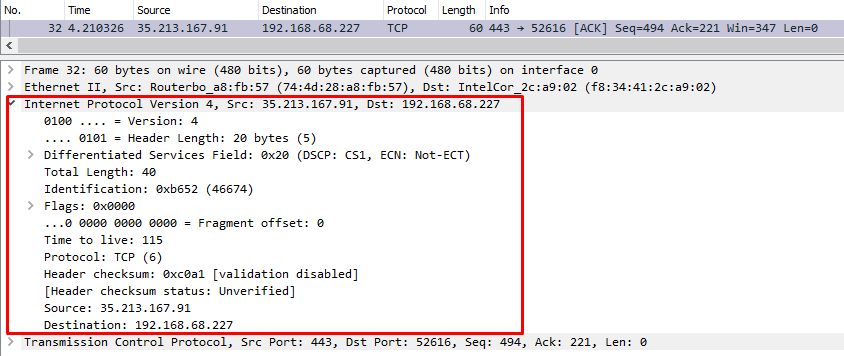 No. Time Source Destination Protocol Length Info
32 4.210326 35.213.167.91 192.168.68.227 TCP 60 443 → 52616 [ACK] Seq=494 Ack=221 Win=347 Len=0
Frame 32: 60 bytes on wire (480 bits), 60 bytes captured (480 bits) on interface 0
Ethernet II, Src: Routerbo_a8:fb:57 (74:4d:28:a8:fb:57), Dst: IntelCor_2c:a9:02 (f8:34:41:2c:a9:02)
Internet Protocol Version 4, Src: 35.213.167.91, Dst: 192.168.68.227
0100 .... = Version: 4
.... 0101 = Header Length: 20 bytes (5)
Differentiated Services Field: 0x20 (DSCP: CS1, ECN: Not-ECT)
Total Length: 40
Identification: 0xb652 (46674)
Flags: 0x0000
...0 0000 0000 0000 = Fragment offset: 0
Time to live: 115
Protocol: TCP (6)
Header checksum: 0xc0a1 [validation disabled]
[Header checksum status: Unverified]
Source: 35.213.167.91
Destination: 192.168.68.227
Transmission Control Protocol, Src Port: 443, Dst Port: 52616, Seq: 494, Ack: 221, Len: 0